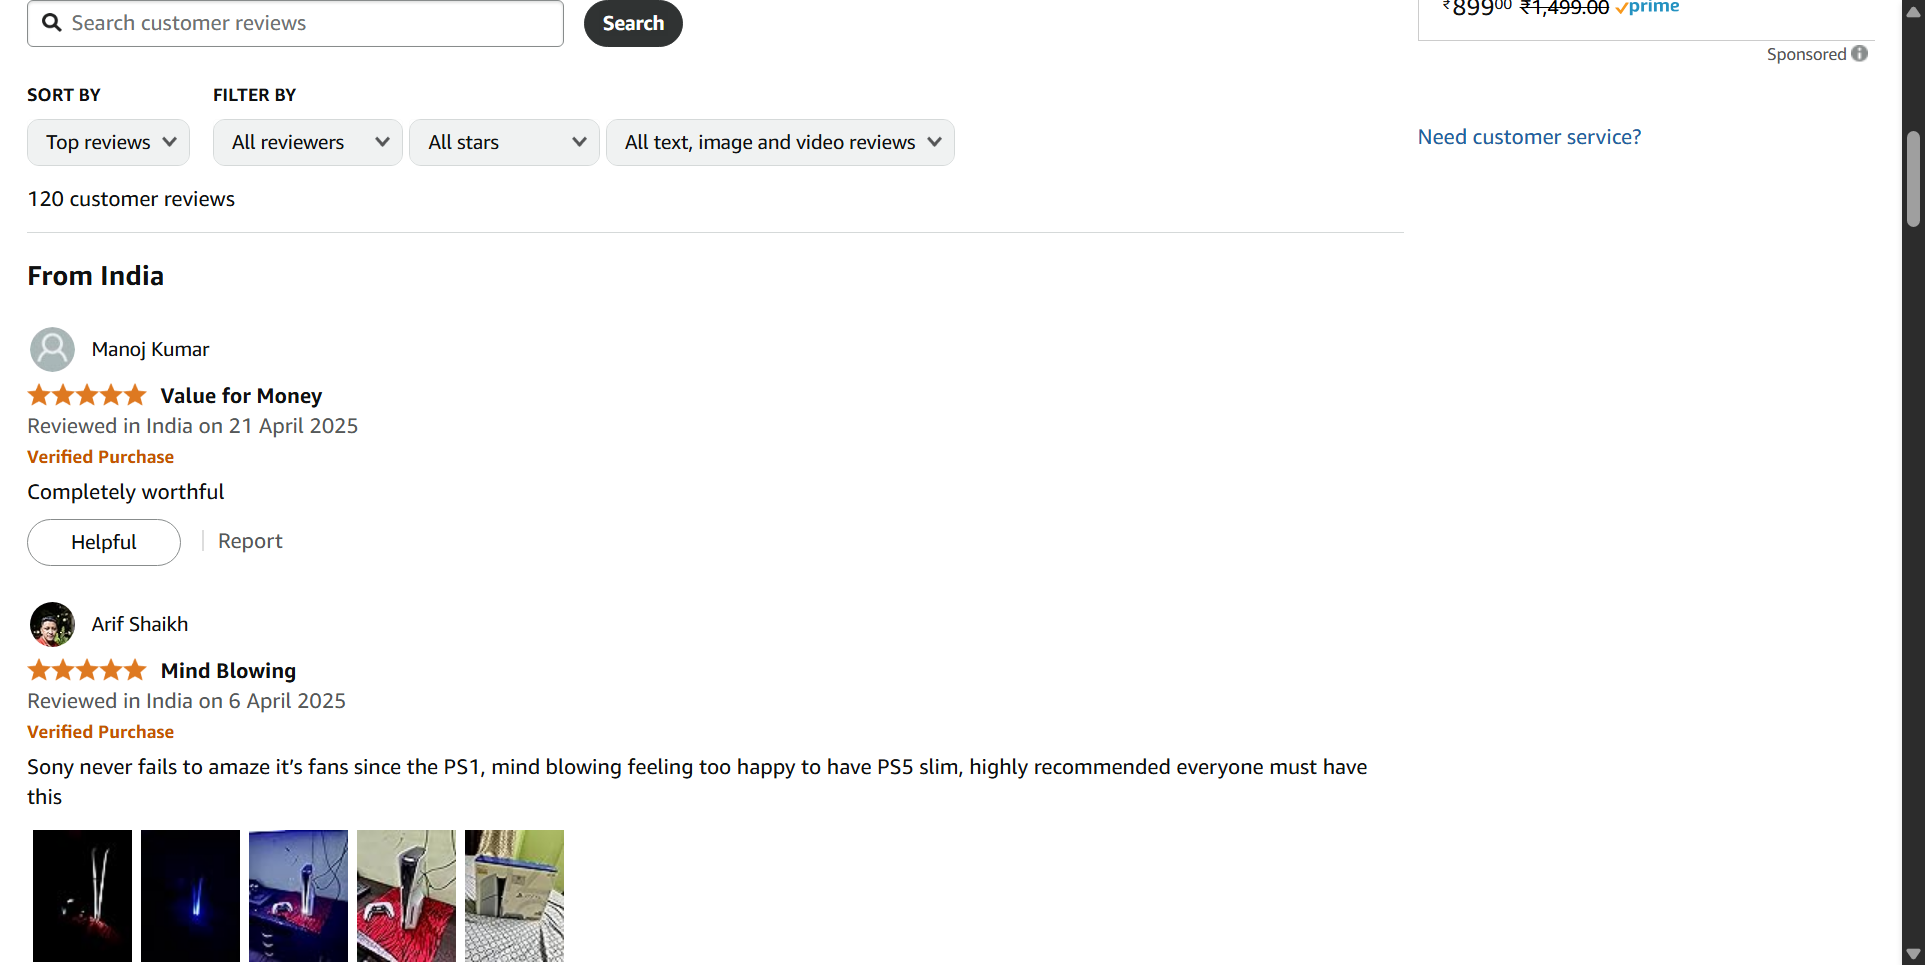 Search customer reviews
Search
₹89900 ₹1,499.00 prime
Sponsored
SORT BY
FILTER BY
Top reviews
All reviewers
All stars
All text, image and video reviews
Need customer service?
120 customer reviews
From India
Manoj Kumar
Value for Money
Reviewed in India on 21 April 2025
Verified Purchase
Completely worthful
Helpful
Report
Arif Shaikh
Mind Blowing
Reviewed in India on 6 April 2025
Verified Purchase
Sony never fails to amaze it’s fans since the PS1, mind blowing feeling too happy to have PS5 slim, highly recommended everyone must have
this